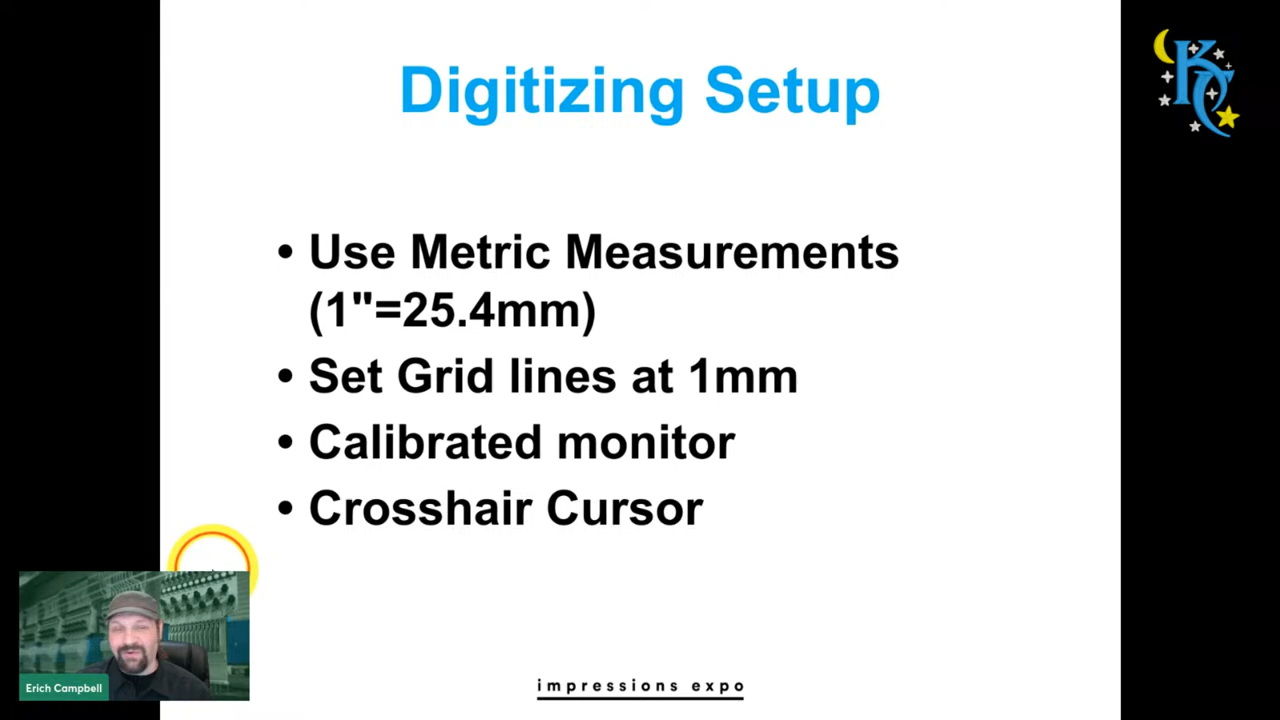 Digitizing Setup
KC
• Use Metric Measurements
(1"=25.4mm)
• Set Grid lines at 1mm
• Calibrated monitor
• Crosshair Cursor
Erich Campbell
impressions expo